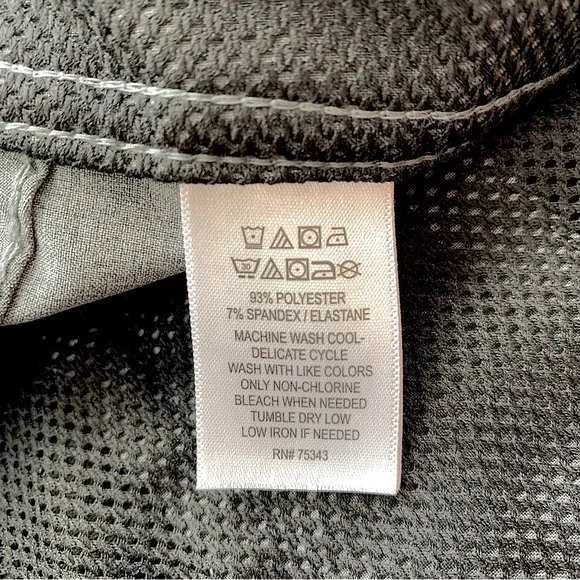 30
93% POLYESTER
7% SPANDEX / ELASTANE
MACHINE WASH COOL-
DELICATE CYCLE
WASH WITH LIKE COLORS
ONLY NON-CHLORINE
BLEACH WHEN NEEDED
TUMBLE DRY LOW
LOW IRON IF NEEDED
RN# 75343